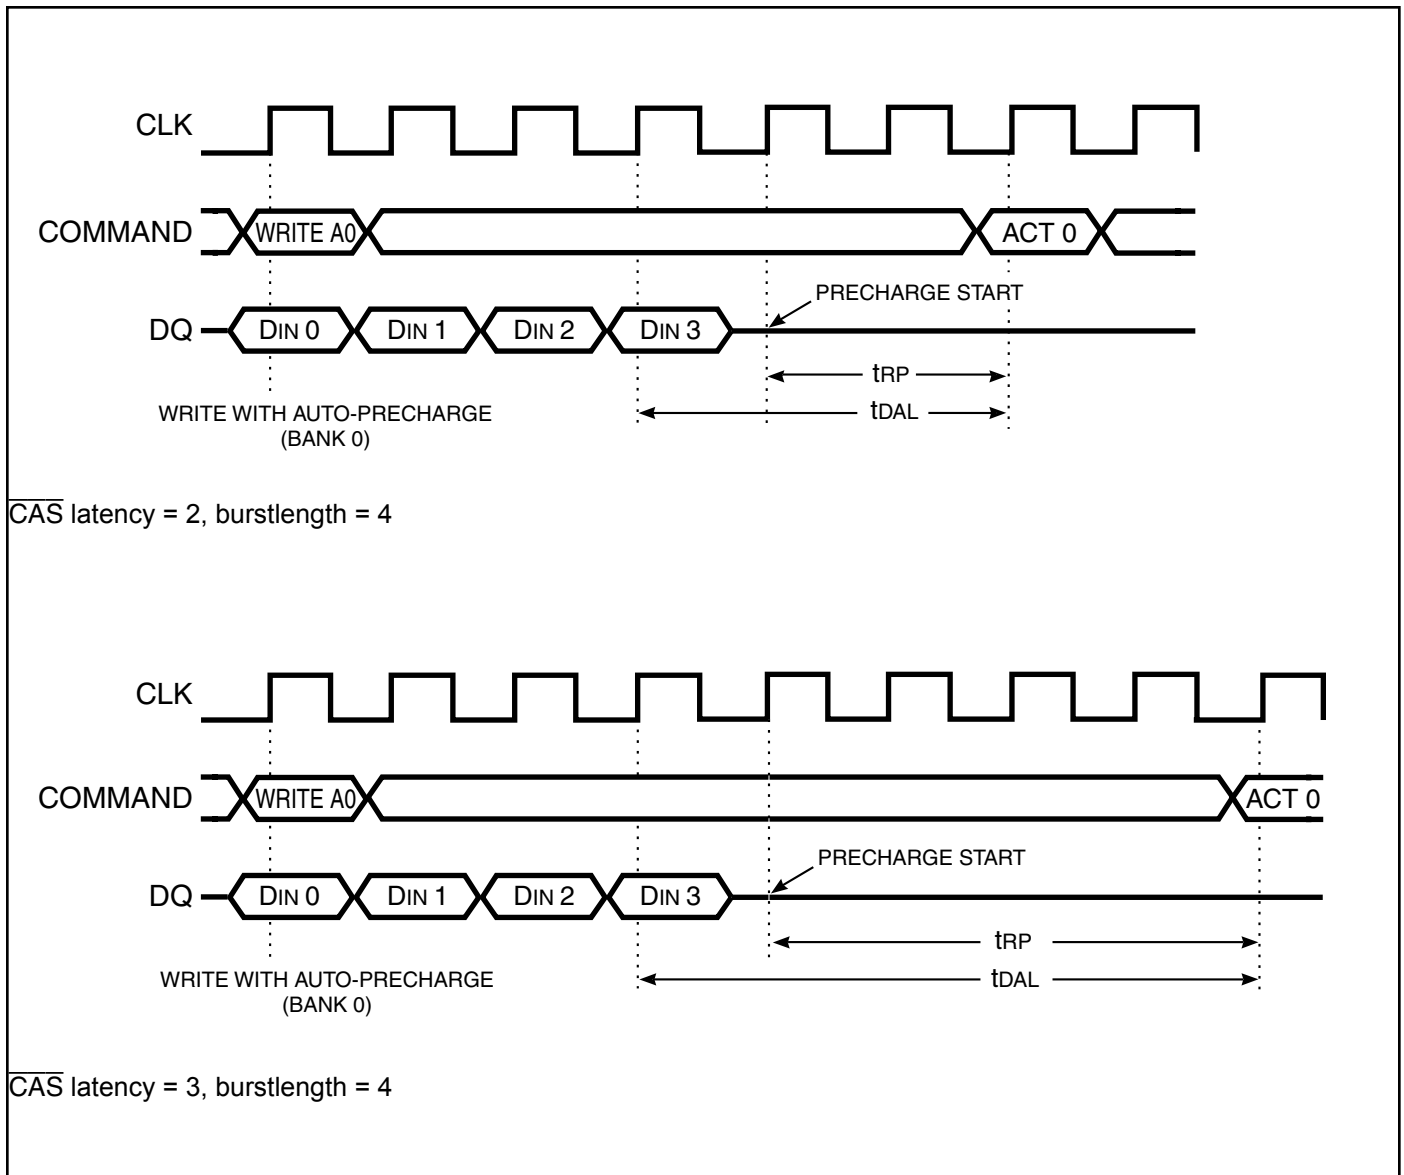 CLK
COMMAND WRITE A0 ACT 0
PRECHARGE START
DQ DIN 0 DIN 1 DIN 2 DIN 3
tRP
tDAL
WRITE WITH AUTO-PRECHARGE
(BANK 0)
CAS latency = 2, burstlength = 4
CLK
COMMAND WRITE A0 ACT 0
PRECHARGE START
DQ DIN 0 DIN 1 DIN 2 DIN 3
tRP
tDAL
WRITE WITH AUTO-PRECHARGE
(BANK 0)
CAS latency = 3, burstlength = 4